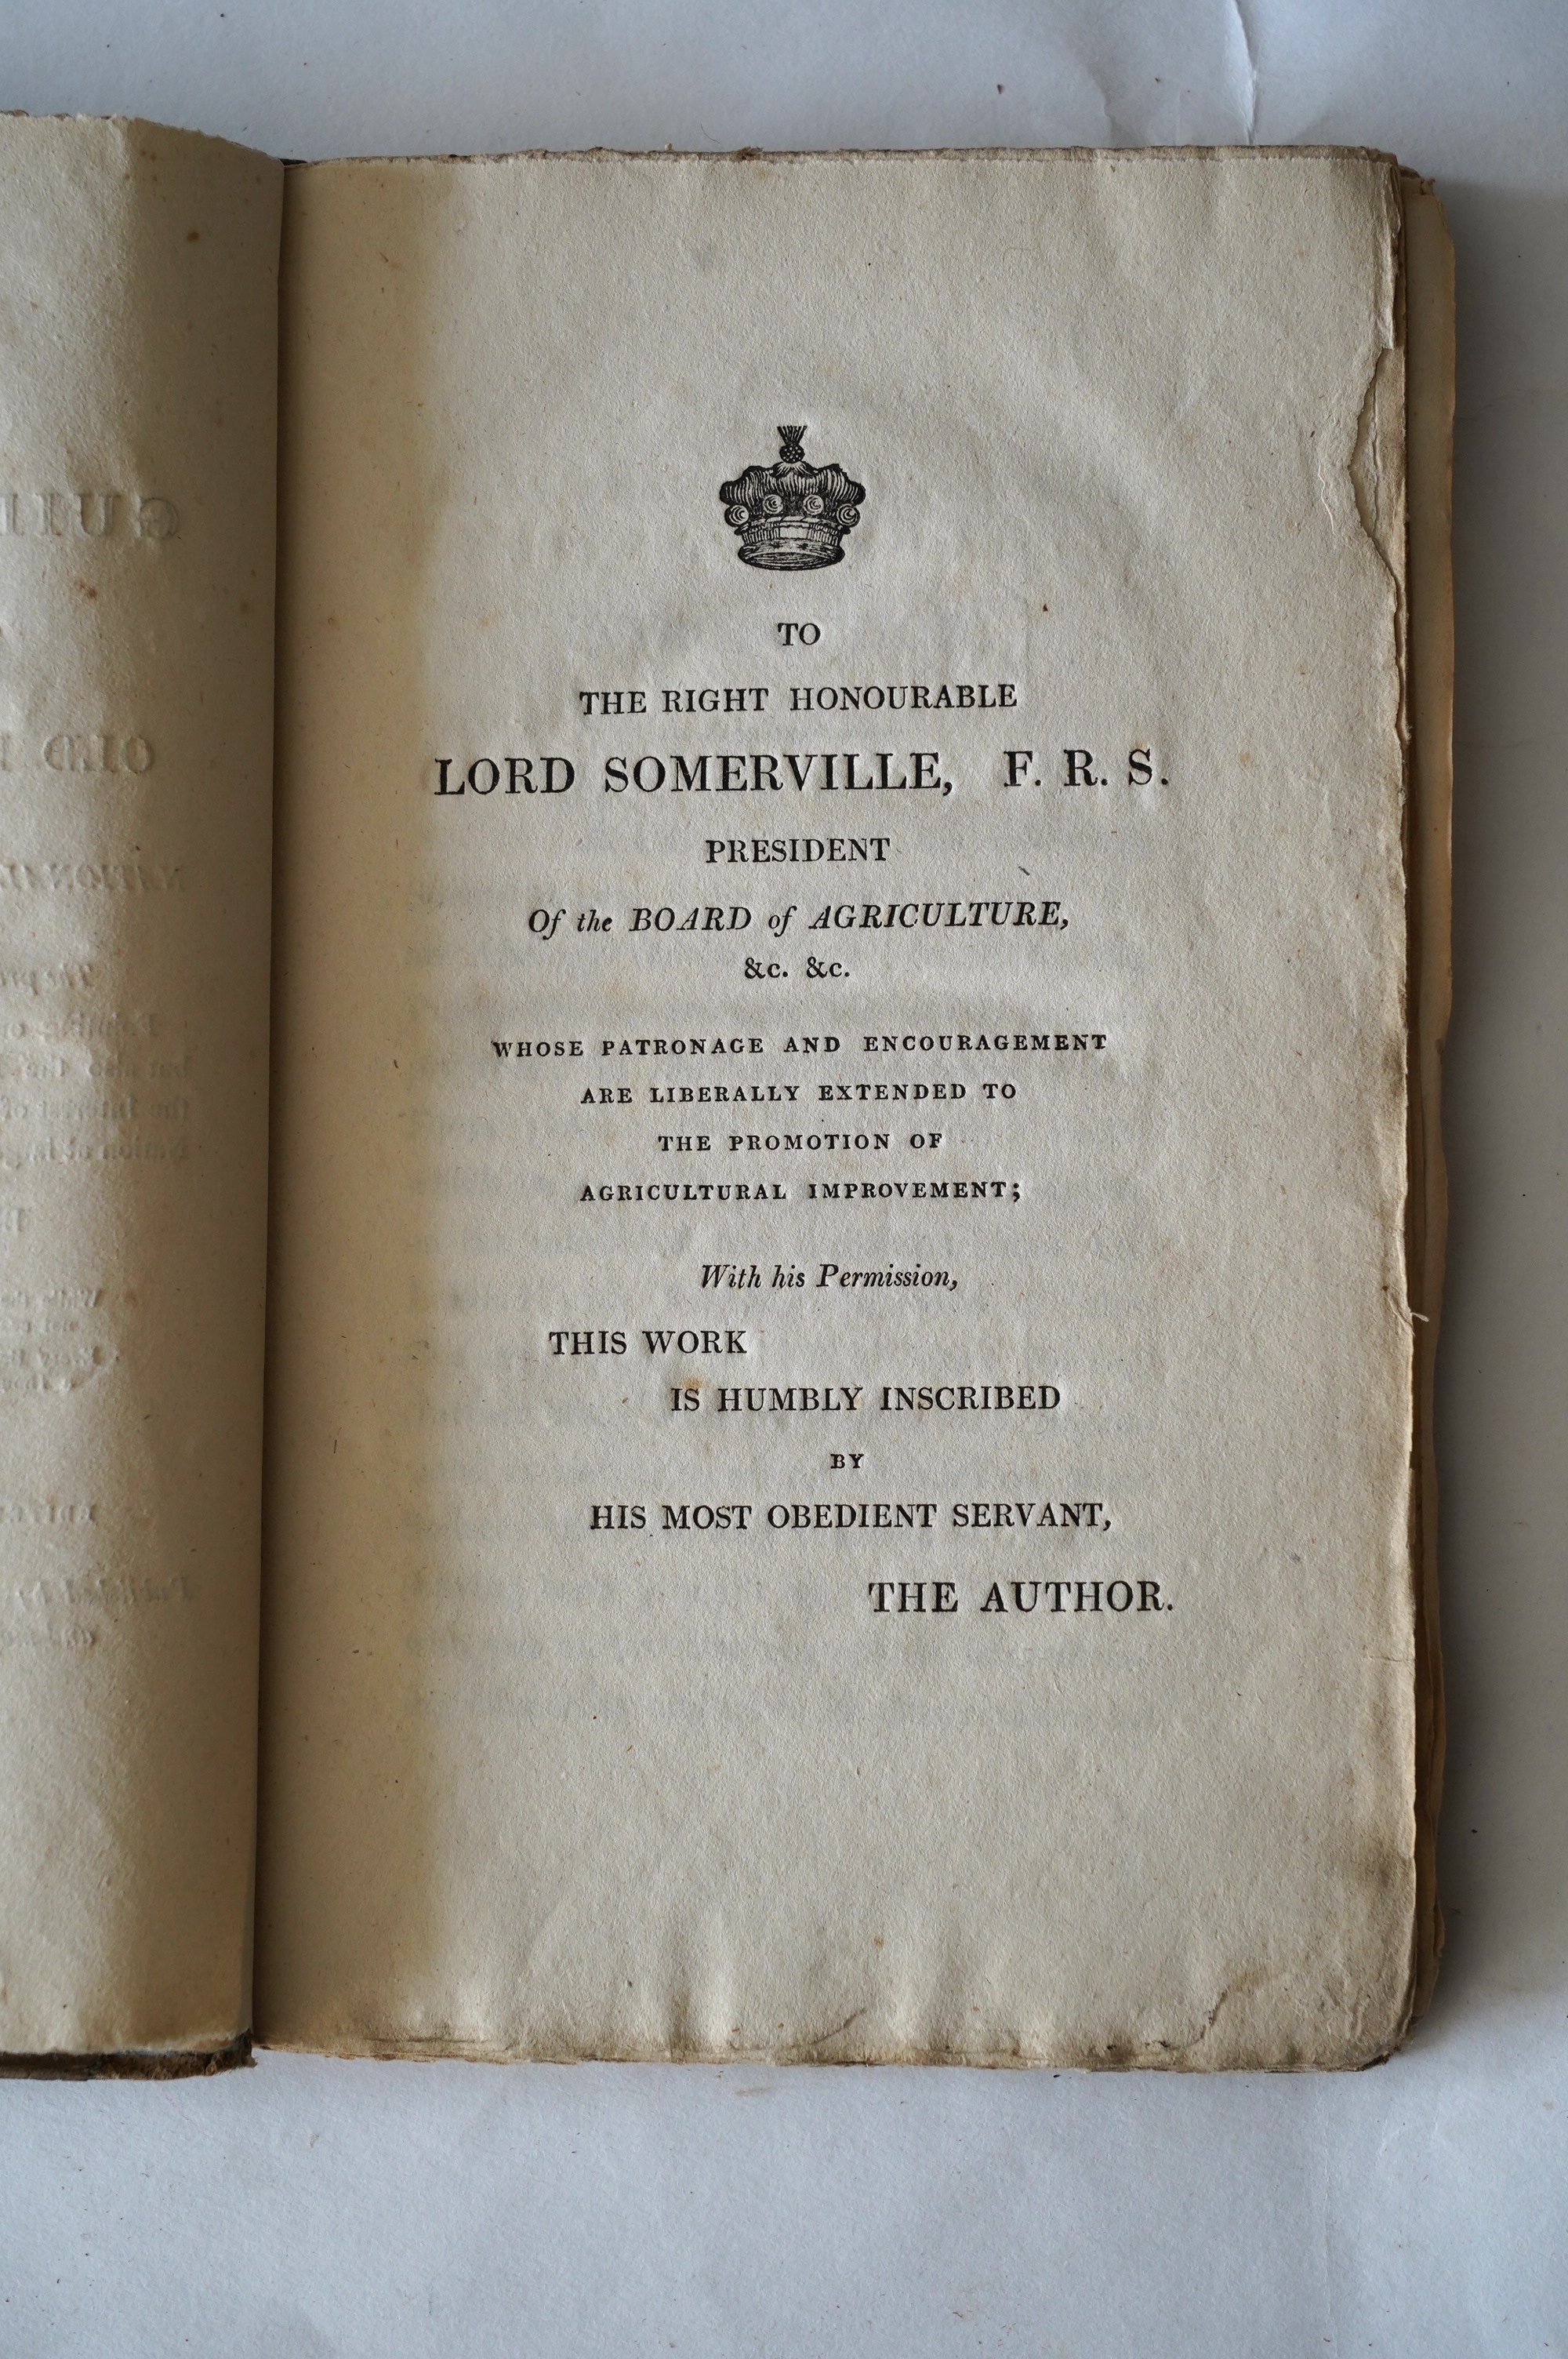 TO
THE RIGHT HONOURABLE
LORD SOMERVILLE, F. R. S.
PRESIDENT
Of the BOARD of AGRICULTURE,
&c. &c.
WHOSE PATRONAGE AND ENCOURAGEMENT
ARE LIBERALLY EXTENDED TO
THE PROMOTION OF
AGRICULTURAL IMPROVEMENT;
With his Permission,
THIS WORK
IS HUMBLY INSCRIBED
BY
HIS MOST OBEDIENT SERVANT,
THE AUTHOR.